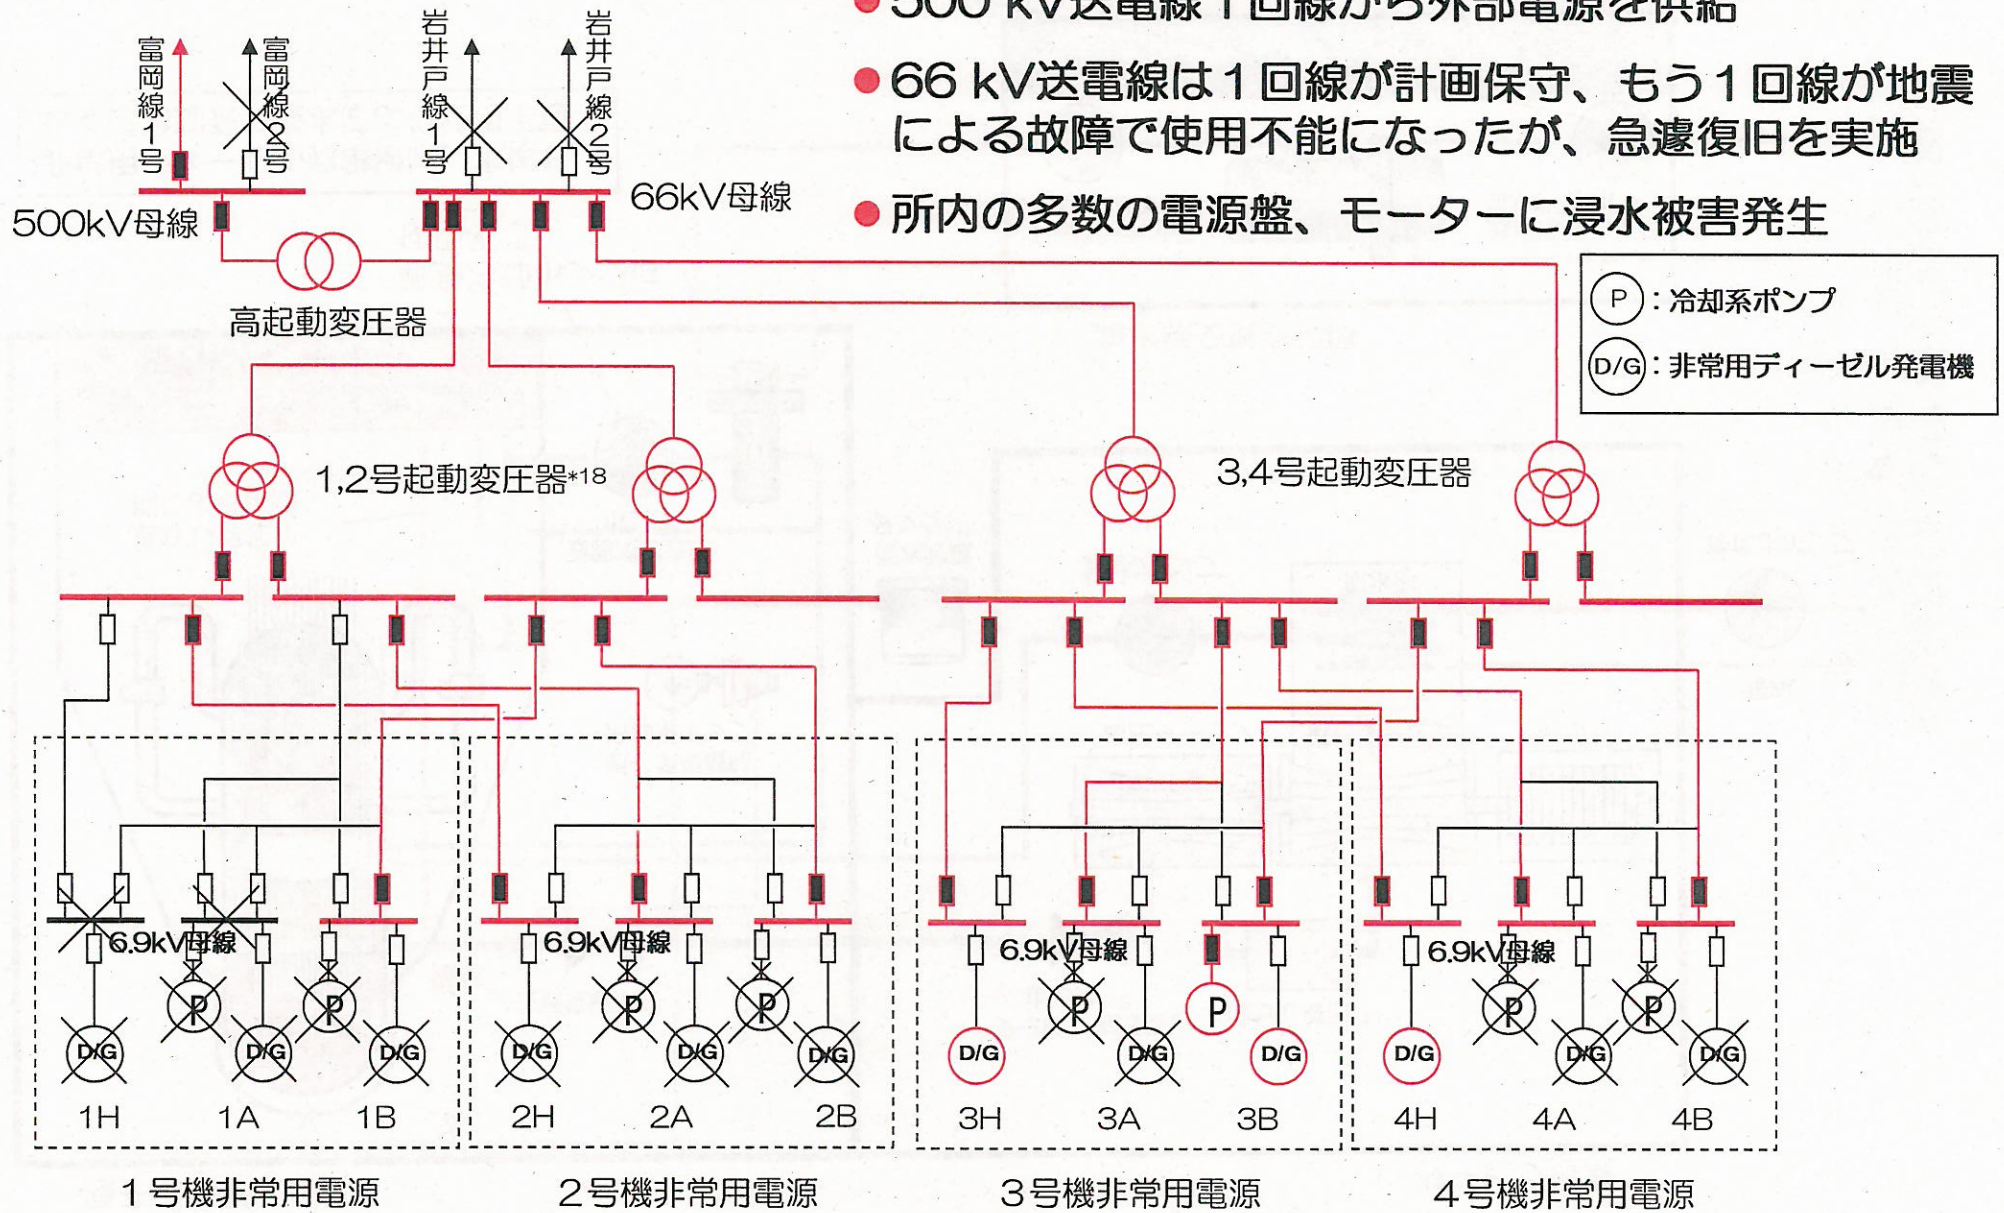 ● 500 kV送電線１回線から外部電源を供給
● 66 kV送電線は１回線が計画保守、もう１回線が地震
による故障で使用不能になったが、急遽復旧を実施
● 所内の多数の電源盤、モーターに浸水被害発生
富岡線1号
富岡線2号
岩井戸線1号
岩井戸線2号
500kV母線
66kV母線
高起動変圧器
P：冷却系ポンプ
D/G：非常用ディーゼル発電機
1,2号起動変圧器*18
3,4号起動変圧器
6.9kV母線
6.9kV母線
6.9kV母線
6.9kV母線
P
P
P
P
P
P
P
P
D/G
D/G
D/G
D/G
D/G
D/G
D/G
D/G
D/G
D/G
D/G
D/G
1H
1A
1B
2H
2A
2B
3H
3A
3B
4H
4A
4B
１号機非常用電源
２号機非常用電源
３号機非常用電源
４号機非常用電源